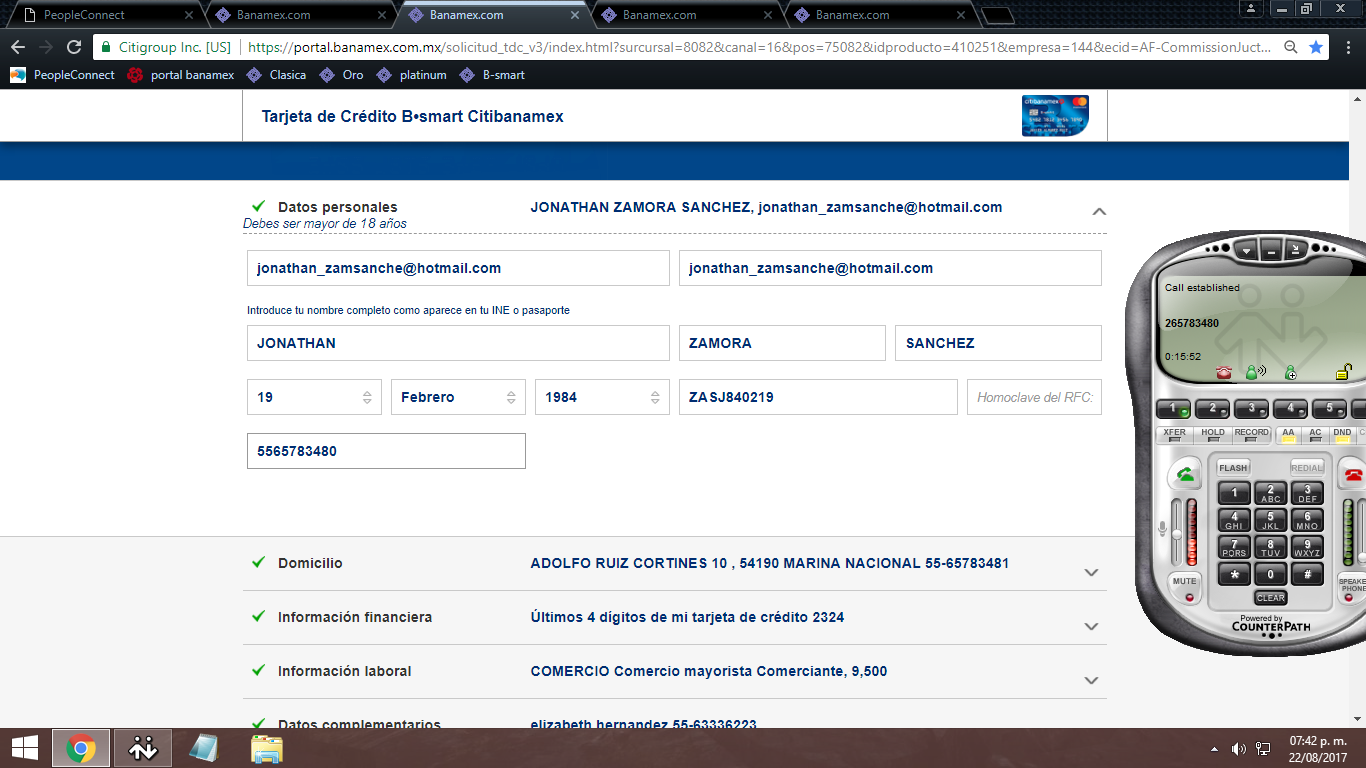 PeopleConnect
Banamex.com
Banamex.com
Banamex.com
Banamex.com
Citigroup Inc. [US] | https://portal.banamex.com.mx/solicitud_tdc_v3/index.html?surcursal=8082&canal=16&pos=75082&idproducto=410251&empresa=144&ecid=AF-CommissionJuct...
PeopleConnect portal banamex Clasica Oro platinum B-smart
Tarjeta de Crédito B•smart Citibanamex
citibanamex
Datos personales JONATHAN ZAMORA SANCHEZ, jonathan_zamsanche@hotmail.com
Debes ser mayor de 18 años
jonathan_zamsanche@hotmail.com jonathan_zamsanche@hotmail.com
Introduce tu nombre completo como aparece en tu INE o pasaporte
JONATHAN ZAMORA SANCHEZ
19 Febrero 1984 ZASJ840219 Homoclave del RFC:
5565783480
Domicilio ADOLFO RUIZ CORTINES 10 , 54190 MARINA NACIONAL 55-65783481
Información financiera Últimos 4 dígitos de mi tarjeta de crédito 2324
Información laboral COMERCIO Comercio mayorista Comerciante, 9,500
Datos complementarios elizabeth hernandez 55-63336223
Call established
265783480
0:15:52
1 2 3 4 5
XFER HOLD RECORD AA AC DND C
FLASH REDIAL
1 2 ABC 3 DEF
4 GHI 5 JKL 6 MNO
7 PQRS 8 TUV 9 WXYZ
* 0 #
MUTE SPEAKER PHONE
CLEAR
Powered by
COUNTERPATH
07:42 p. m.
22/08/2017